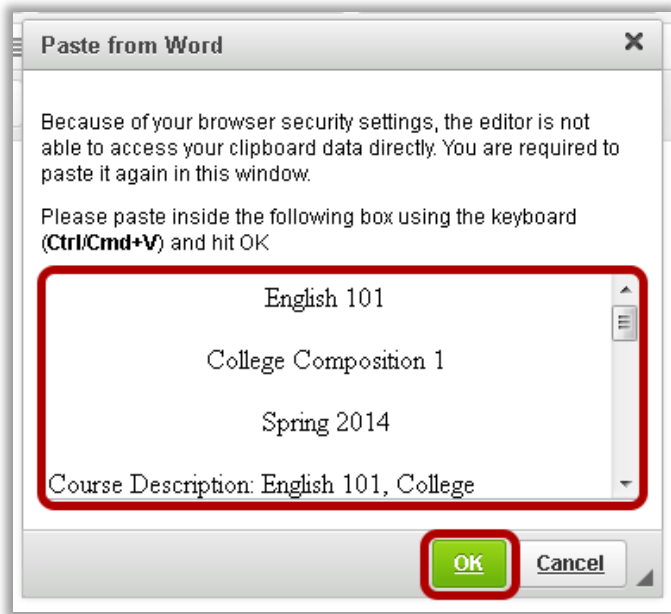 Paste from Word
Because of your browser security settings, the editor is not
able to access your clipboard data directly. You are required to
paste it again in this window.
Please paste inside the following box using the keyboard
(Ctrl/Cmd+V) and hit OK
English 101
College Composition 1
Spring 2014
Course Description: English 101, College
OK Cancel